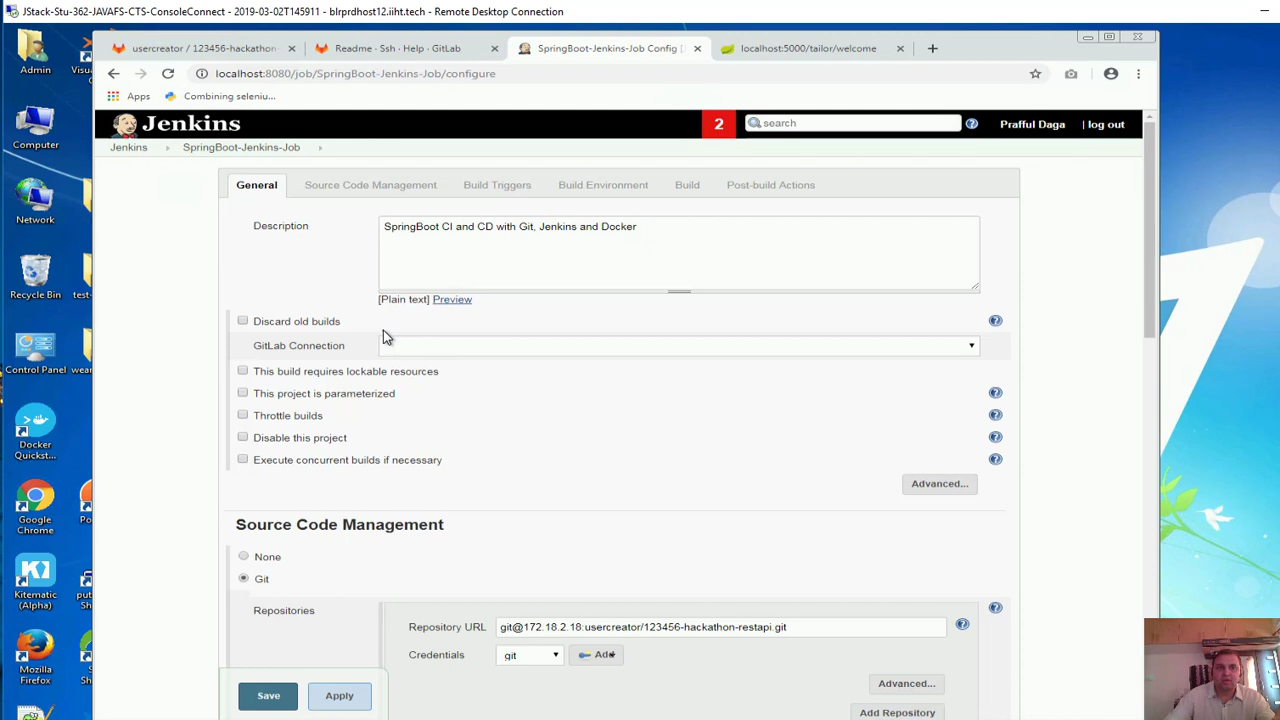 JStack-Stu-362-JAVAFS-CTS-ConsoleConnect - 2019-03-02T145911 - blrprdhost12.iiht.tech - Remote Desktop Connection
usercreator / 123456-hackathon-
Readme · Ssh · Help · GitLab
SpringBoot-Jenkins-Job Config [
localhost:5000/tailor/welcome
localhost:8080/job/SpringBoot-Jenkins-Job/configure
Apps
Combining seleniu...
Jenkins
2
search
Prafful Daga
| log out
Jenkins
SpringBoot-Jenkins-Job
General
Source Code Management
Build Triggers
Build Environment
Build
Post-build Actions
Description
SpringBoot CI and CD with Git, Jenkins and Docker
[Plain text] Preview
Discard old builds
GitLab Connection
This build requires lockable resources
This project is parameterized
Throttle builds
Disable this project
Execute concurrent builds if necessary
Advanced...
Source Code Management
None
Git
Repositories
Repository URL
git@172.18.2.18:usercreator/123456-hackathon-restapi.git
Credentials
git
Add
Advanced...
Add Repository
Save
Apply
Admin
Computer
Network
Recycle Bin
test-
Control Panel
wear
Docker
Quickst...
Google
Chrome
Po
Kitematic
(Alpha)
put
Sh
Mozilla
Firefox
Sh